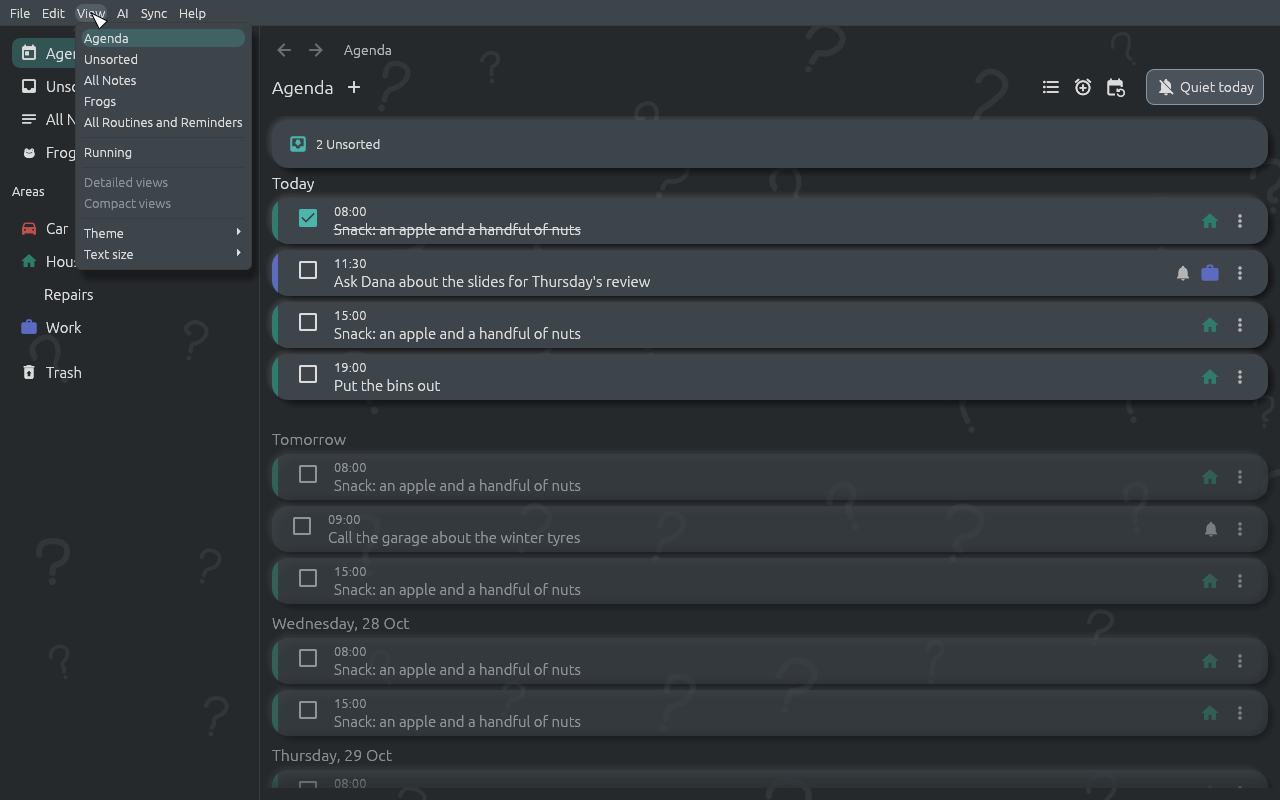 File Edit View AI Sync Help
Agenda
Unsorted
All Notes
Frogs
All Routines and Reminders
Running
Detailed views
Compact views
Theme
Text size
Areas
Car
Repairs
Work
Trash
Agenda
Agenda
Quiet today
2 Unsorted
Today
08:00
Snack: an apple and a handful of nuts
11:30
Ask Dana about the slides for Thursday's review
15:00
Snack: an apple and a handful of nuts
19:00
Put the bins out
Tomorrow
08:00
Snack: an apple and a handful of nuts
09:00
Call the garage about the winter tyres
15:00
Snack: an apple and a handful of nuts
Wednesday, 28 Oct
08:00
Snack: an apple and a handful of nuts
15:00
Snack: an apple and a handful of nuts
Thursday, 29 Oct
08:00